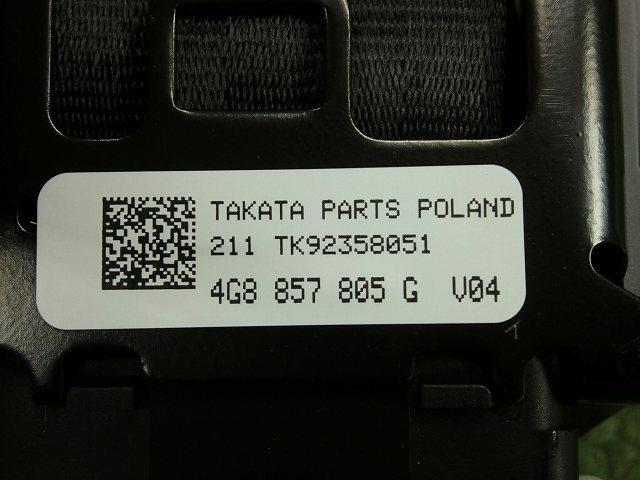 TAKATA PARTS POLAND
211 TK92358051
4G8 857 805 G V04